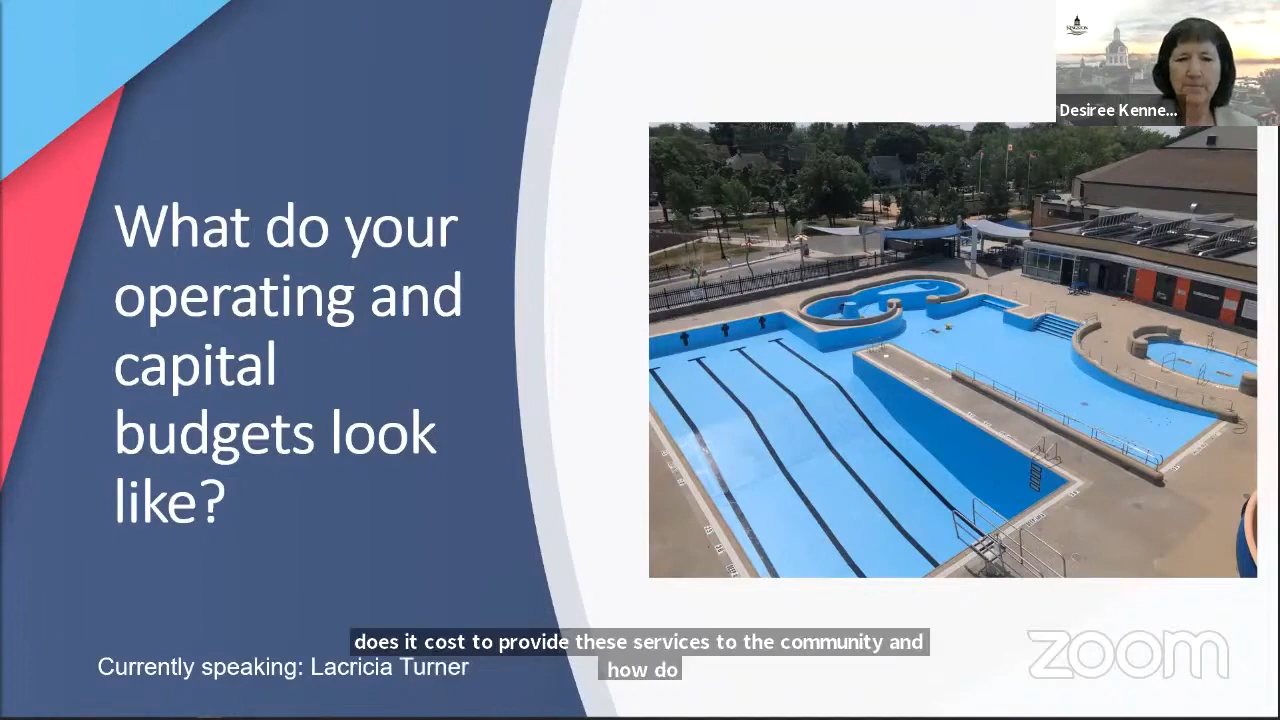 KINGSTON
Desiree Kenne...
What do your
operating and
capital
budgets look
like?
does it cost to provide these services to the community and
how do
Currently speaking: Lacricia Turner
zoom